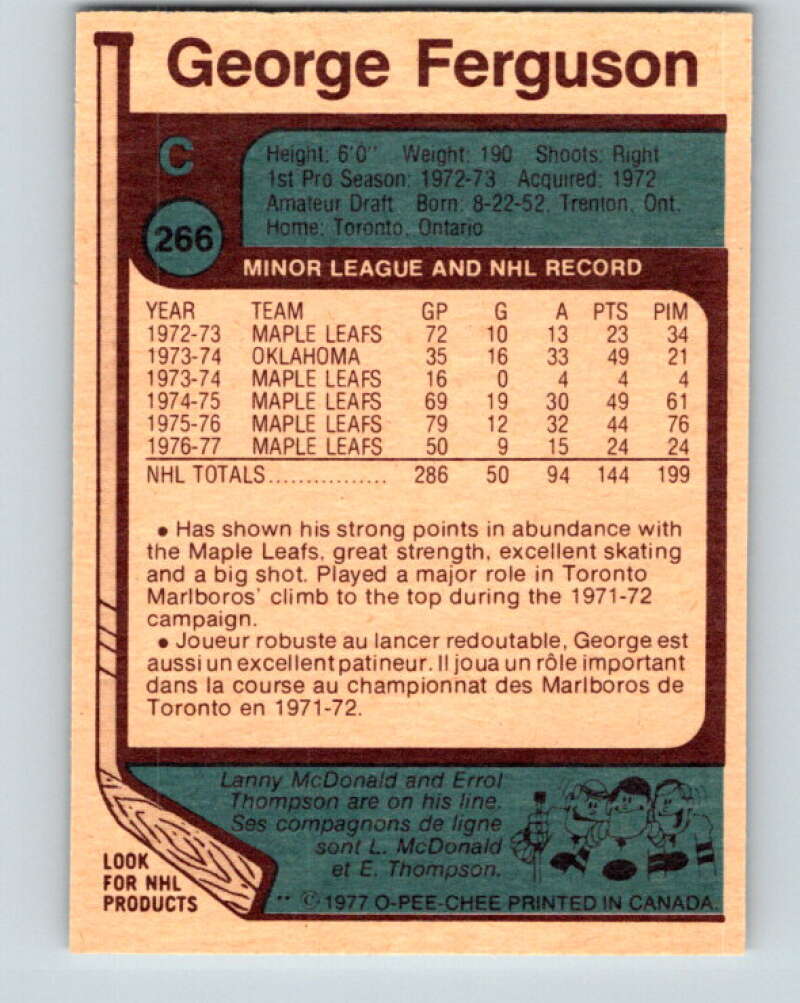 George Ferguson
C
Height: 6'0" Weight: 190 Shoots: Right
1st Pro Season: 1972-73 Acquired: 1972
Amateur Draft Born: 8-22-52, Trenton, Ont.
Home: Toronto, Ontario
266
MINOR LEAGUE AND NHL RECORD
YEAR TEAM GP G A PTS PIM
1972-73 MAPLE LEAFS 72 10 13 23 34
1973-74 OKLAHOMA 35 16 33 49 21
1973-74 MAPLE LEAFS 16 0 4 4 4
1974-75 MAPLE LEAFS 69 19 30 49 61
1975-76 MAPLE LEAFS 79 12 32 44 76
1976-77 MAPLE LEAFS 50 9 15 24 24
NHL TOTALS................ 286 50 94 144 199
• Has shown his strong points in abundance with
the Maple Leafs, great strength, excellent skating
and a big shot. Played a major role in Toronto
Marlboros' climb to the top during the 1971-72
campaign.
• Joueur robuste au lancer redoutable, George est
aussi un excellent patineur. Il joua un rôle important
dans la course au championnat des Marlboros de
Toronto en 1971-72.
Lanny McDonald and Errol
Thompson are on his line.
Ses compagnons de ligne
sont L. McDonald
et E. Thompson.
LOOK
FOR NHL
PRODUCTS
** © 1977 O-PEE-CHEE PRINTED IN CANADA.